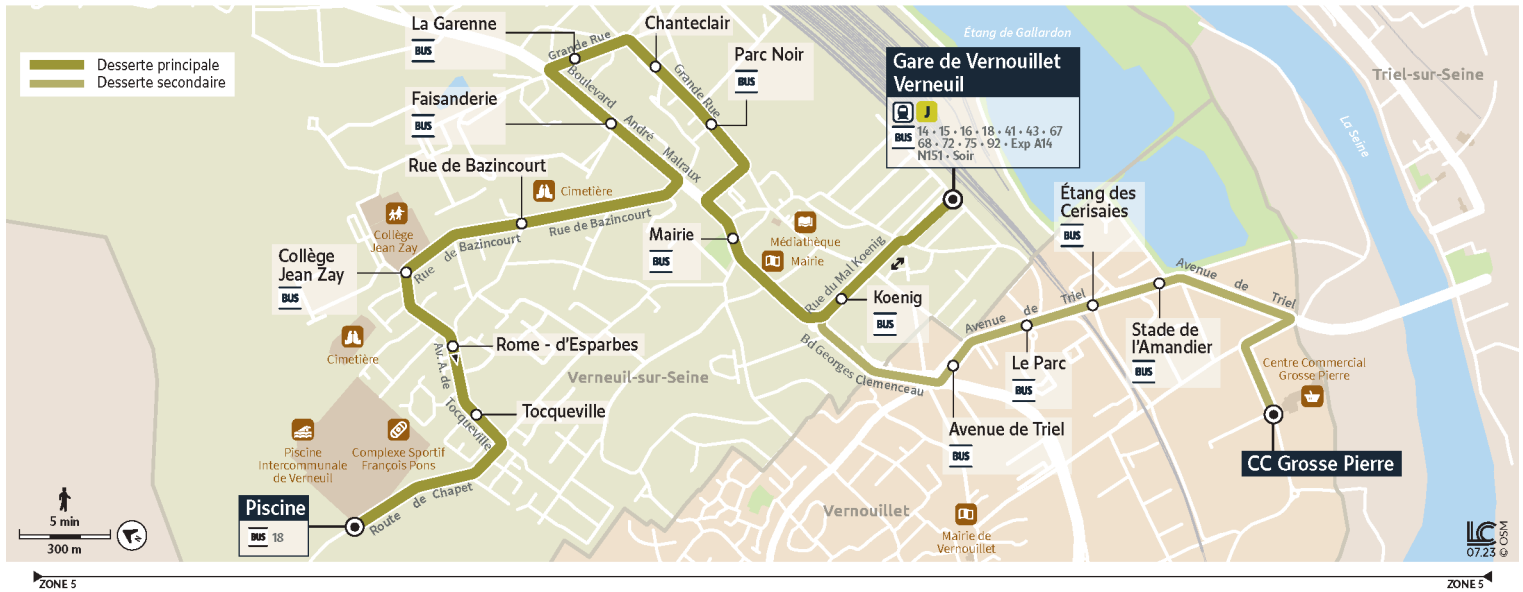 Desserte principale
Desserte secondaire
La Garenne
BUS
Chanteclair
Parc Noir
BUS
Grande Rue
Grande Rue
Boulevard André Malraux
Faisanderie
BUS
Rue de Bazincourt
BUS
Cimetière
Rue de Bazincourt
Rue de Bazincourt
Collège
Jean Zay
Collège
Jean Zay
BUS
Mairie
BUS
Médiathèque
Mairie
Étang de Gallardon
Gare de Vernouillet
Verneuil
J
BUS
14 • 15 • 16 • 18 • 41 • 43 • 67
68 • 72 • 75 • 92 • Exp A14
N151 • Soir
Triel-sur-Seine
La Seine
Étang des
Cerisaies
BUS
Rue du Mal Koenig
Koenig
BUS
Avenue de Triel
Avenue de Triel
Stade de
l'Amandier
BUS
Le Parc
BUS
Bd Georges Clemenceau
Avenue de Triel
BUS
Centre Commercial
Grosse Pierre
CC Grosse Pierre
Cimetière
Rome - d'Esparbes
Verneuil-sur-Seine
Av. A. de Tocqueville
Tocqueville
Piscine
Intercommunale
de Verneuil
Complexe Sportif
François Pons
Route de Chapet
Piscine
BUS 18
Vernouillet
Mairie de
Vernouillet
5 min
300 m
LC
07.23
© OSM
ZONE 5
ZONE 5